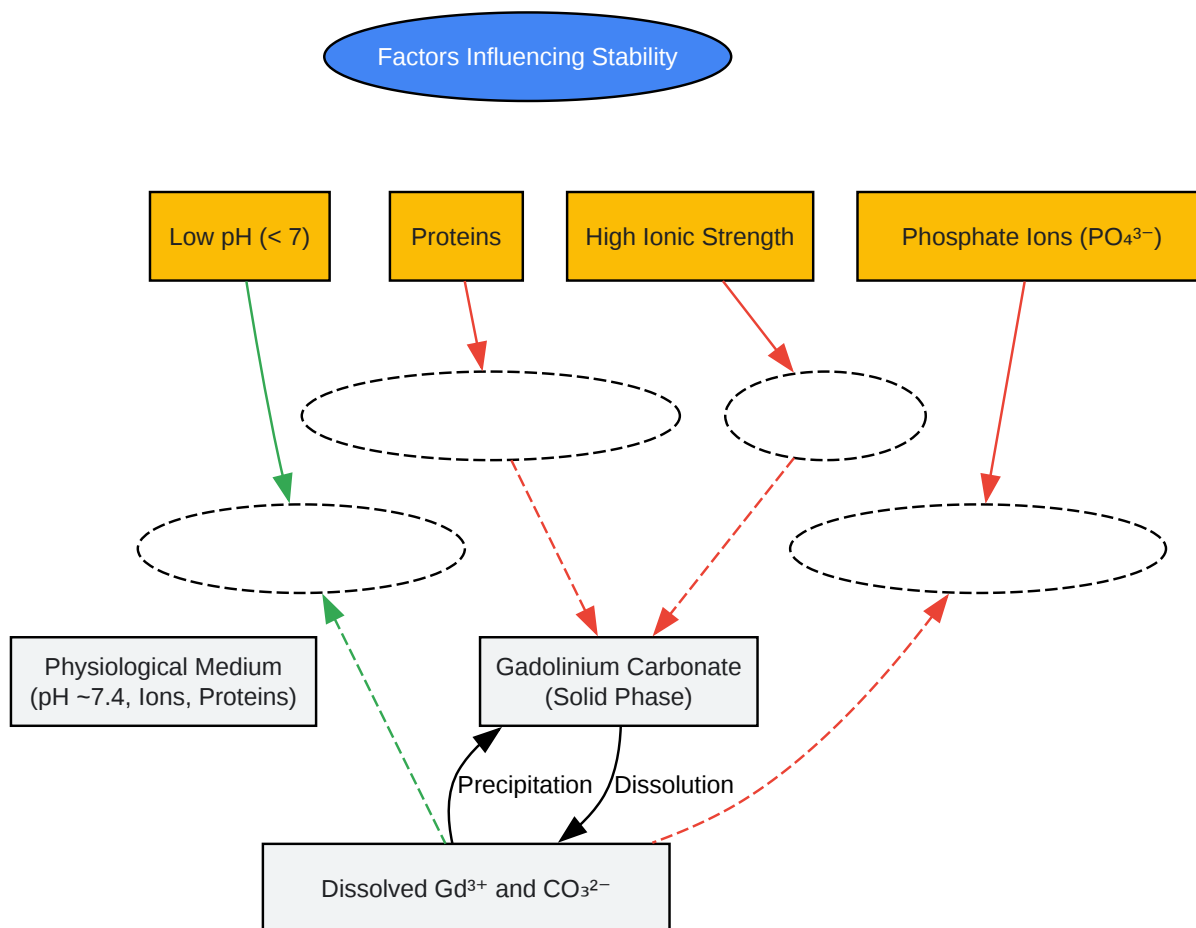 Factors Influencing Stability
Low pH (< 7)
Proteins
High Ionic Strength
Phosphate Ions (PO₄³⁻)
Physiological Medium
(pH ~7.4, Ions, Proteins)
Gadolinium Carbonate
(Solid Phase)
Precipitation
Dissolution
Dissolved Gd³⁺ and CO₃²⁻